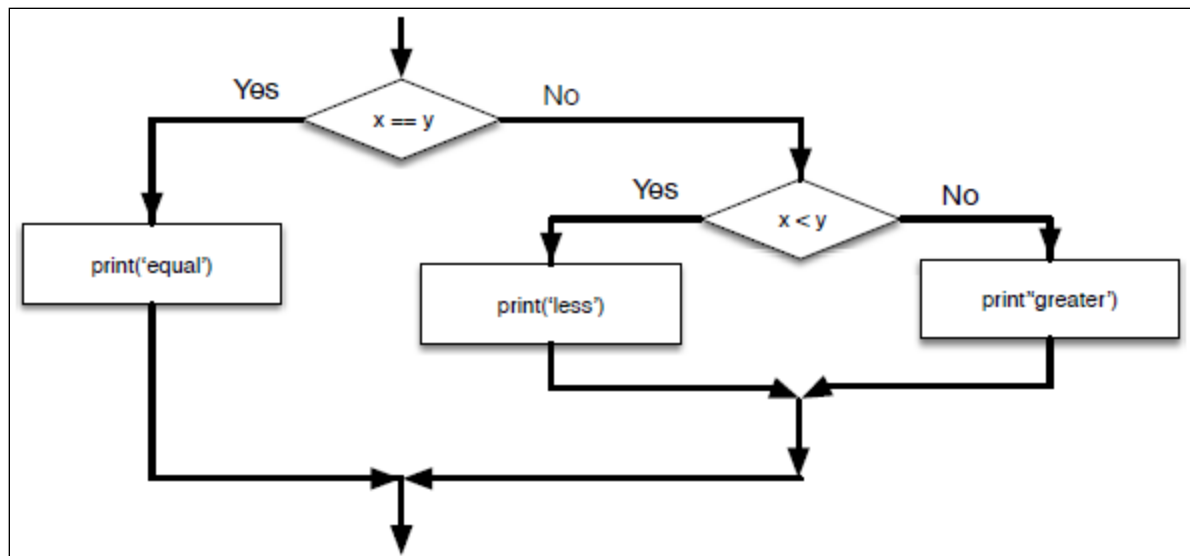 Yes
No
x == y
Yes
No
x < y
print(‘equal’)
print(‘less’)
print"greater’)